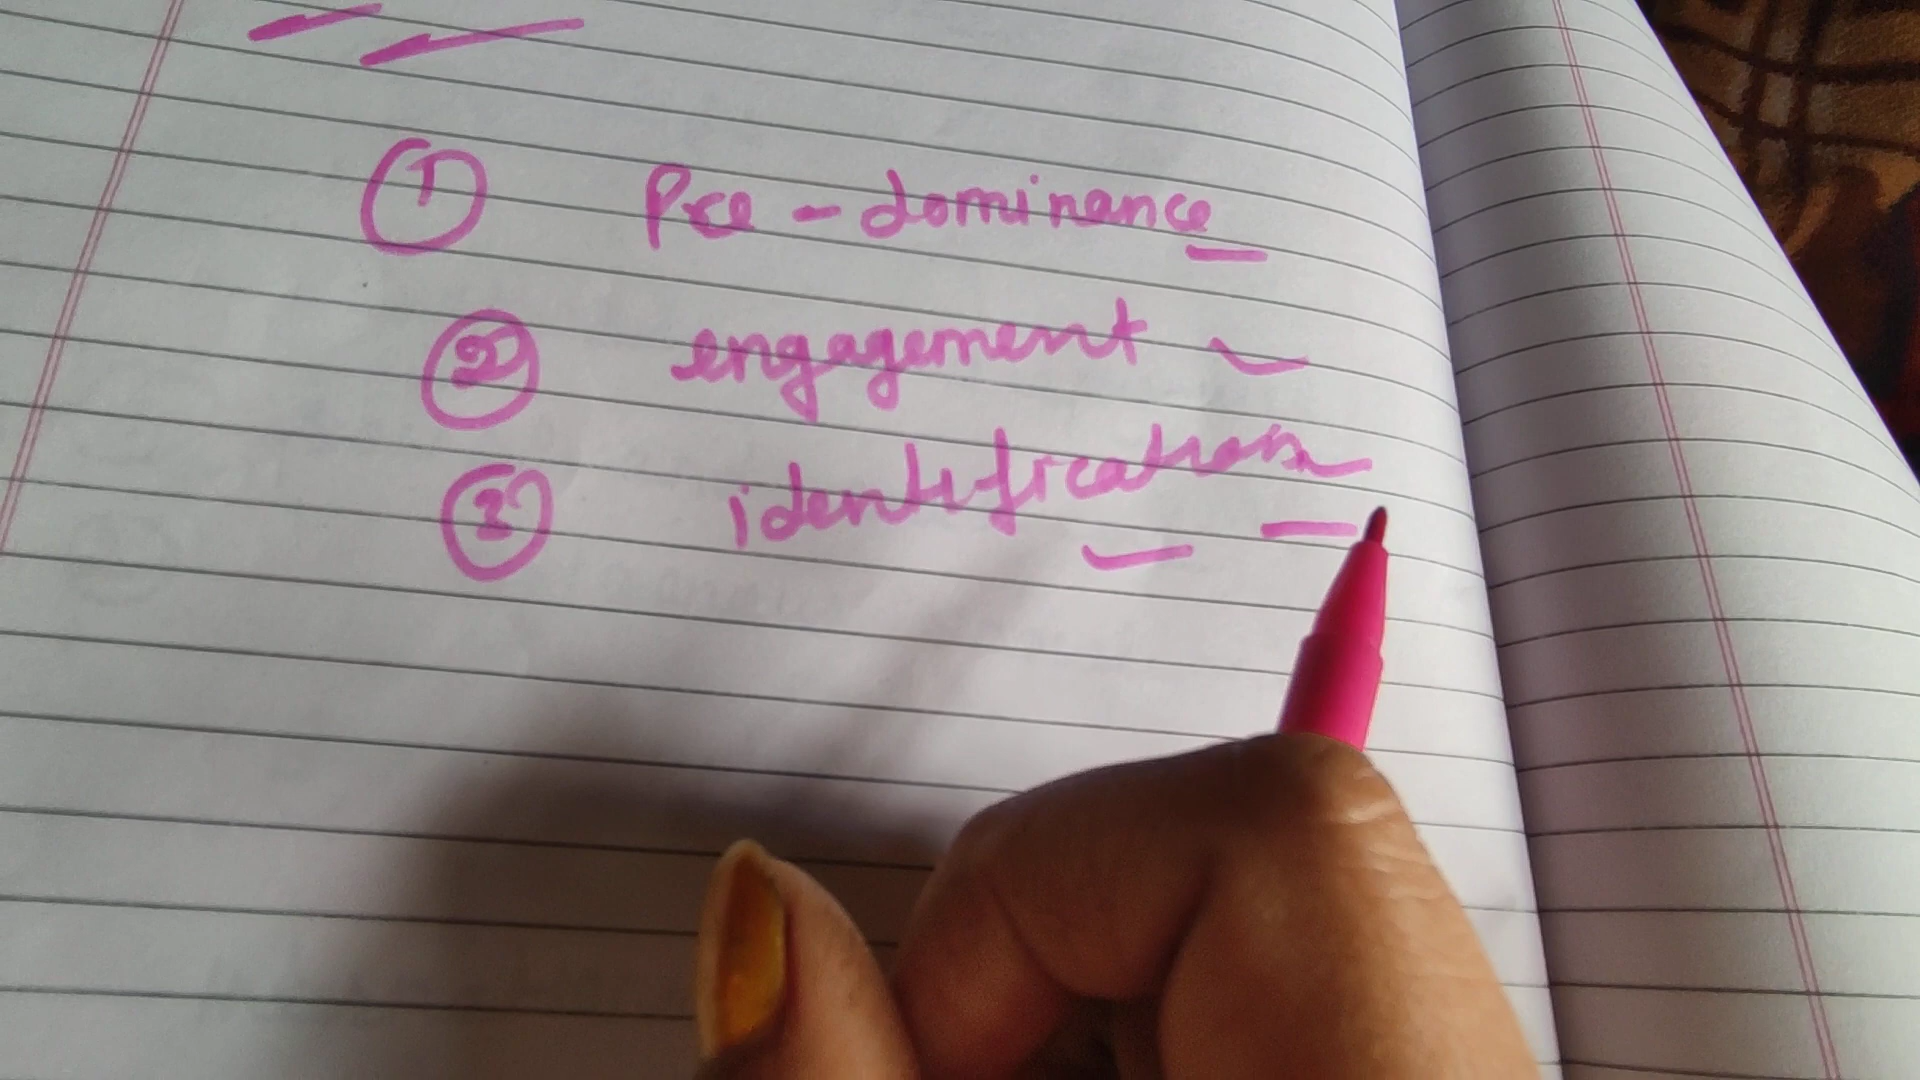 ① Pre - dominance
② engagement
③ identification